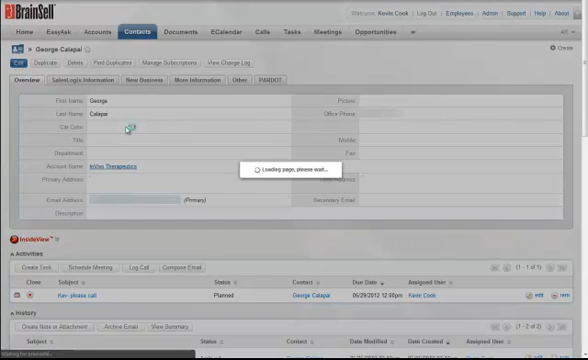 BrainSell
Welcome, Kevin Cook | Log Out | Employees | Admin | Support | Help | About
Home EasyAsk Accounts Contacts Documents ECalendar Calls Tasks Meetings Opportunities All
» George Calapai
Create
Edit Duplicate Delete Find Duplicates Manage Subscriptions View Change Log
Overview SalesLogix Information New Business More Information Other PARDOT
First Name: George Picture:
Last Name: Calapai Office Phone:
Car Color:
Title: Mobile:
Department: Fax:
Account Name: InVivo Therapeutics
Loading page, please wait...
Primary Address:
Email Address: (Primary) Secondary Email:
Description:
InsideView™
Activities
Create Task Schedule Meeting Log Call Compose Email (1 - 1 of 1)
Close Subject Status Contact Due Date Assigned User
Kav: please call Planned George Calapai 05/29/2012 12:00pm Kevin Cook edit rem
History
Create Note or Attachment Archive Email View Summary (1 - 2 of 2)
Subject Status Contact Date Modified Date Created Assigned User